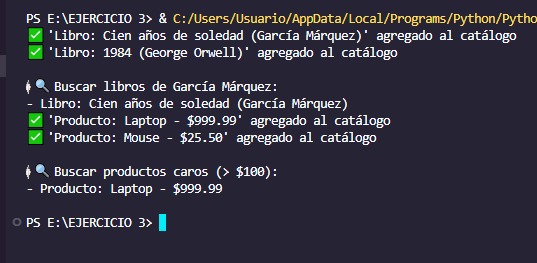 PS E:\EJERCICIO 3> & C:/Users/Usuario/AppData/Local/Programs/Python/Pytho
✅ 'Libro: Cien años de soledad (García Márquez)' agregado al catálogo
✅ 'Libro: 1984 (George Orwell)' agregado al catálogo
🔍 Buscar libros de García Márquez:
- Libro: Cien años de soledad (García Márquez)
✅ 'Producto: Laptop - $999.99' agregado al catálogo
✅ 'Producto: Mouse - $25.50' agregado al catálogo
🔍 Buscar productos caros (> $100):
- Producto: Laptop - $999.99
PS E:\EJERCICIO 3>